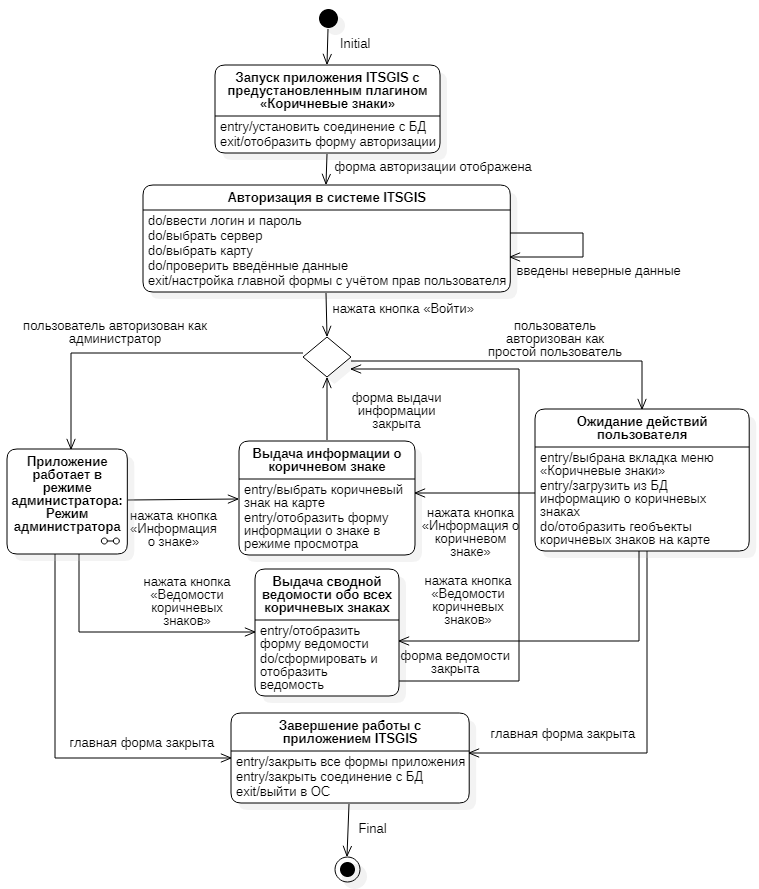 Initial
Запуск приложения ITSGIS с
предустановленным плагином
«Коричневые знаки»
entry/установить соединение с БД
exit/отобразить форму авторизации
форма авторизации отображена
Авторизация в системе ITSGIS
do/ввести логин и пароль
do/выбрать сервер
do/выбрать карту
do/проверить введённые данные
exit/настройка главной формы с учётом прав пользователя
введены неверные данные
нажата кнопка «Войти»
пользователь авторизован как
администратор
пользователь
авторизован как
простой пользователь
форма выдачи
информации
закрыта
Ожидание действий
пользователя
entry/выбрана вкладка меню
«Коричневые знаки»
entry/загрузить из БД
информацию о коричневых
знаках
do/отобразить геобъекты
коричневых знаков на карте
Приложение
работает в
режиме
администратора:
Режим
администратора
Выдача информации о
коричневом знаке
entry/выбрать коричневый
знак на карте
entry/отобразить форму
информации о знаке в
режиме просмотра
нажата кнопка
«Информация
о знаке»
нажата кнопка
«Информация о
коричневом
знаке»
нажата кнопка
«Ведомости
коричневых
знаков»
Выдача сводной
ведомости обо всех
коричневых знаках
entry/отобразить
форму ведомости
do/сформировать и
отобразить
ведомость
нажата кнопка
«Ведомости
коричневых
знаков»
форма ведомости
закрыта
главная форма закрыта
Завершение работы с
приложением ITSGIS
entry/закрыть все формы приложения
entry/закрыть соединение с БД
exit/выйти в ОС
главная форма закрыта
Final